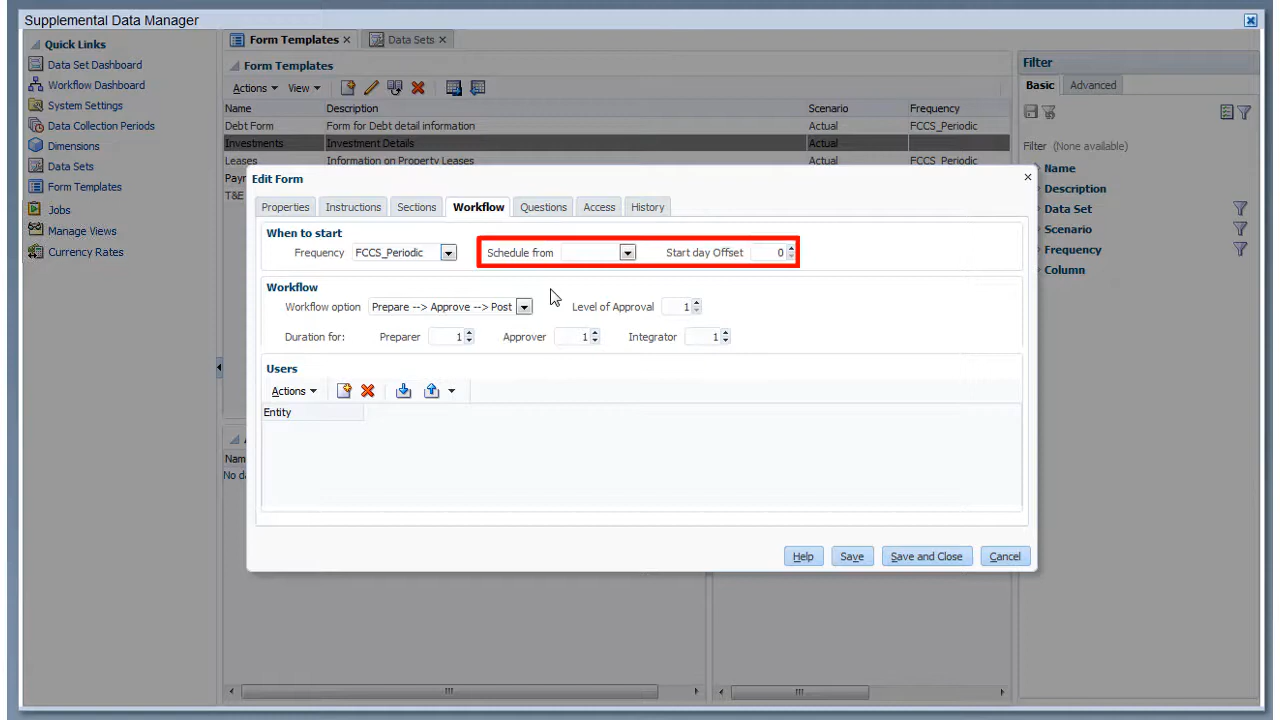 Supplemental Data Manager
Quick Links
Data Set Dashboard
Workflow Dashboard
System Settings
Data Collection Periods
Dimensions
Data Sets
Form Templates
Jobs
Manage Views
Currency Rates
Form Templates Data Sets
Form Templates
Actions View
Name Description Scenario Frequency
Debt Form Form for Debt detail information Actual FCCS_Periodic
Investments Investment Details Actual
Leases Information on Property Leases Actual FCCS_Periodic
Payr
T&E
Nam
No da
Edit Form
Properties Instructions Sections Workflow Questions Access History
When to start
Frequency FCCS_Periodic Schedule from Start day Offset 0
Workflow
Workflow option Prepare --> Approve --> Post Level of Approval 1
Duration for: Preparer 1 Approver 1 Integrator 1
Users
Actions
Entity
Help Save Save and Close Cancel
Filter
Basic Advanced
Filter (None available)
Name
Description
Data Set
Scenario
Frequency
Column